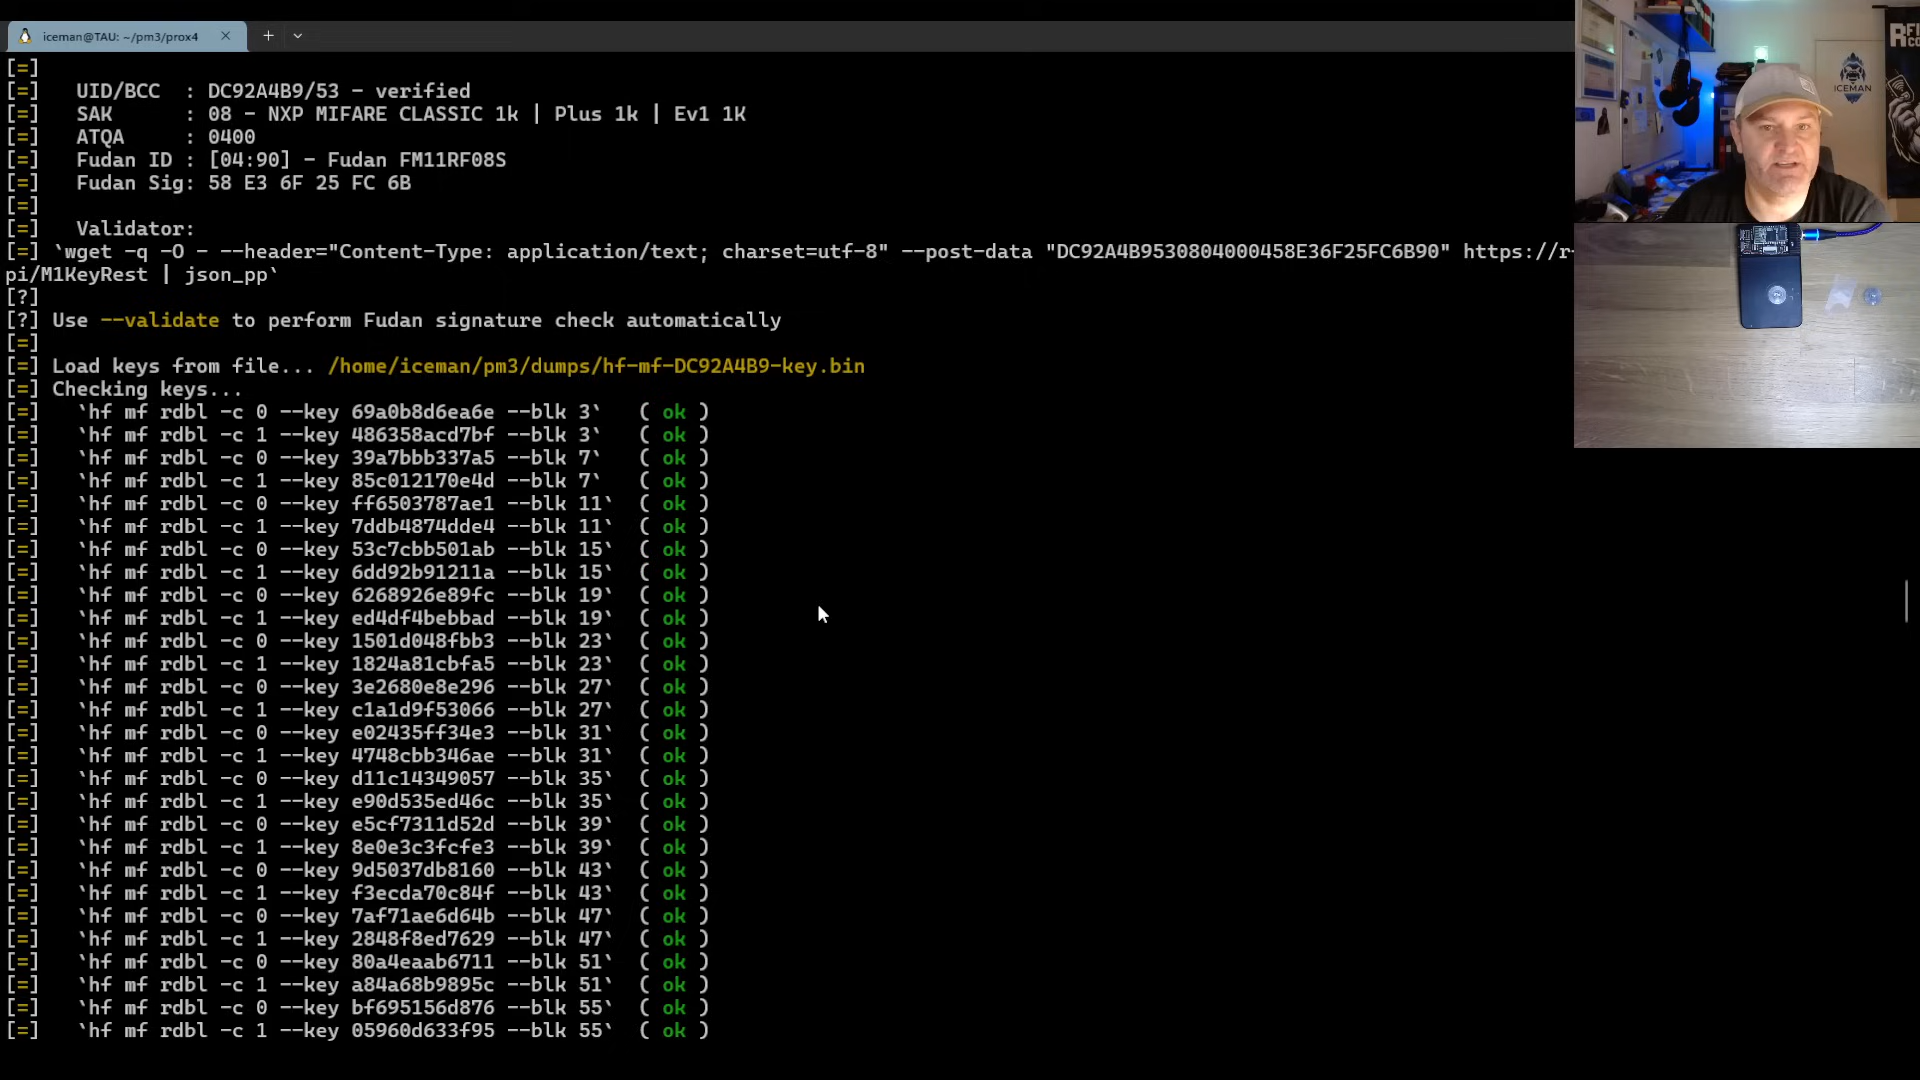 iceman@TAU: ~/pm3/prox4
[=]
[=] UID/BCC : DC92A4B9/53 - verified
[=] SAK : 08 - NXP MIFARE CLASSIC 1k | Plus 1k | Ev1 1K
[=] ATQA : 0400
[=] Fudan ID : [04:90] - Fudan FM11RF08S
[=] Fudan Sig: 58 E3 6F 25 FC 6B
[=]
[=] Validator:
[=] `wget -q -O - --header="Content-Type: application/text; charset=utf-8" --post-data "DC92A4B9530804000458E36F25FC6B90" https://r-
pi/M1KeyRest | json_pp`
[?]
[?] Use --validate to perform Fudan signature check automatically
[=]
[=] Load keys from file... /home/iceman/pm3/dumps/hf-mf-DC92A4B9-key.bin
[=] Checking keys...
[=] `hf mf rdbl -c 0 --key 69a0b8d6ea6e --blk 3` ( ok )
[=] `hf mf rdbl -c 1 --key 486358acd7bf --blk 3` ( ok )
[=] `hf mf rdbl -c 0 --key 39a7bbb337a5 --blk 7` ( ok )
[=] `hf mf rdbl -c 1 --key 85c012170e4d --blk 7` ( ok )
[=] `hf mf rdbl -c 0 --key ff6503787ae1 --blk 11` ( ok )
[=] `hf mf rdbl -c 1 --key 7ddb4874dde4 --blk 11` ( ok )
[=] `hf mf rdbl -c 0 --key 53c7cbb501ab --blk 15` ( ok )
[=] `hf mf rdbl -c 1 --key 6dd92b91211a --blk 15` ( ok )
[=] `hf mf rdbl -c 0 --key 6268926e89fc --blk 19` ( ok )
[=] `hf mf rdbl -c 1 --key ed4df4bebbad --blk 19` ( ok )
[=] `hf mf rdbl -c 0 --key 1501d048fbb3 --blk 23` ( ok )
[=] `hf mf rdbl -c 1 --key 1824a81cbfa5 --blk 23` ( ok )
[=] `hf mf rdbl -c 0 --key 3e2680e8e296 --blk 27` ( ok )
[=] `hf mf rdbl -c 1 --key c1a1d9f53066 --blk 27` ( ok )
[=] `hf mf rdbl -c 0 --key e02435ff34e3 --blk 31` ( ok )
[=] `hf mf rdbl -c 1 --key 4748cbb346ae --blk 31` ( ok )
[=] `hf mf rdbl -c 0 --key d11c14349057 --blk 35` ( ok )
[=] `hf mf rdbl -c 1 --key e90d535ed46c --blk 35` ( ok )
[=] `hf mf rdbl -c 0 --key e5cf7311d52d --blk 39` ( ok )
[=] `hf mf rdbl -c 1 --key 8e0e3c3fcfe3 --blk 39` ( ok )
[=] `hf mf rdbl -c 0 --key 9d5037db8160 --blk 43` ( ok )
[=] `hf mf rdbl -c 1 --key f3ecda70c84f --blk 43` ( ok )
[=] `hf mf rdbl -c 0 --key 7af71ae6d64b --blk 47` ( ok )
[=] `hf mf rdbl -c 1 --key 2848f8ed7629 --blk 47` ( ok )
[=] `hf mf rdbl -c 0 --key 80a4eaab6711 --blk 51` ( ok )
[=] `hf mf rdbl -c 1 --key a84a68b9895c --blk 51` ( ok )
[=] `hf mf rdbl -c 0 --key bf695156d876 --blk 55` ( ok )
[=] `hf mf rdbl -c 1 --key 05960d633f95 --blk 55` ( ok )
ICEMAN